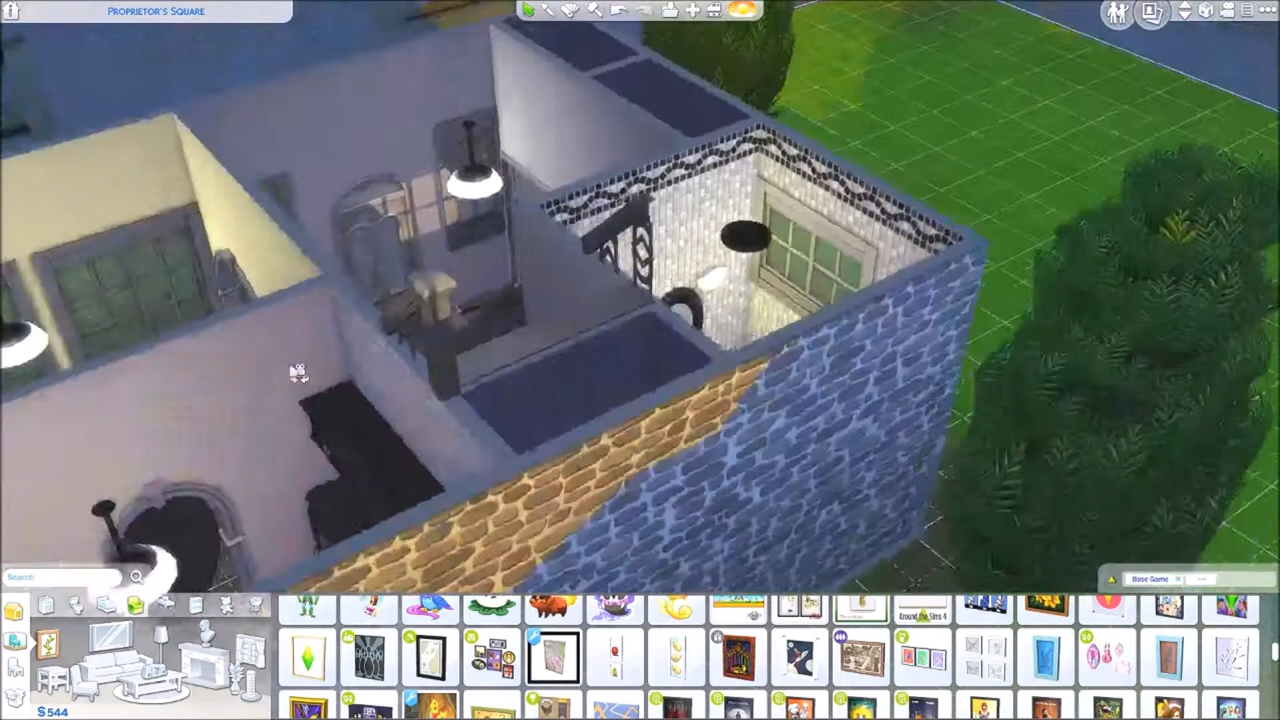 PROPRIETOR'S SQUARE
Search
Base Game
Around the Sims 4
§544